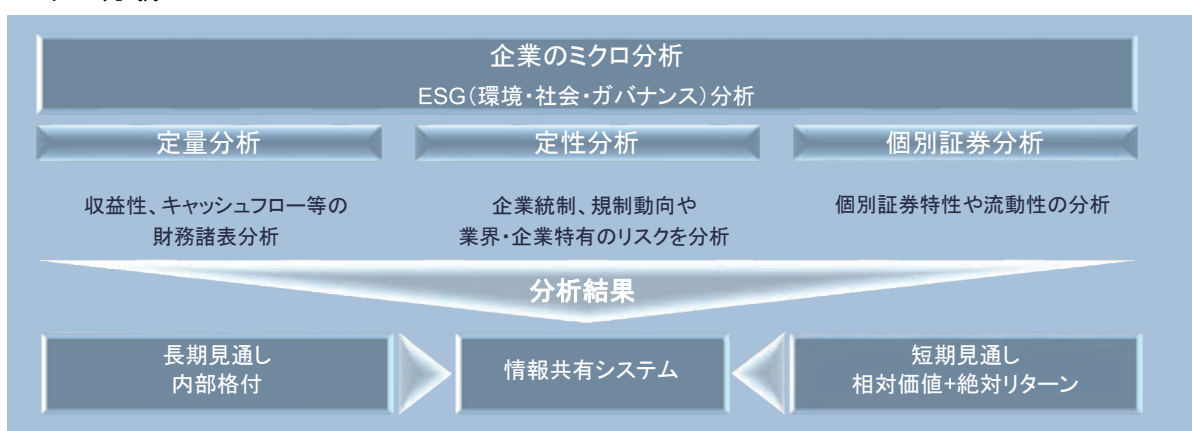 企業のミクロ分析
ESG(環境・社会・ガバナンス)分析
定量分析
定性分析
個別証券分析
収益性、キャッシュフロー等の
財務諸表分析
企業統制、規制動向や
業界・企業特有のリスクを分析
個別証券特性や流動性の分析
分析結果
長期見通し
内部格付
情報共有システム
短期見通し
相対価値+絶対リターン